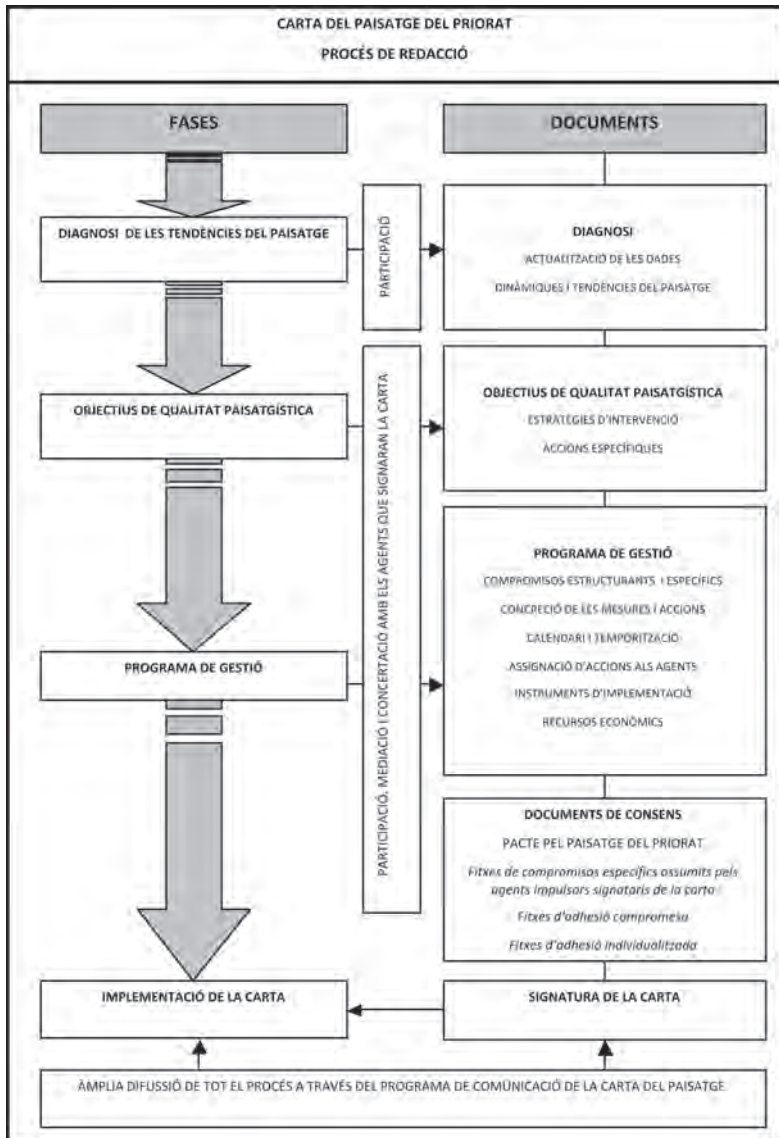 CARTA DEL PAISATGE DEL PRIORAT
PROCÉS DE REDACCIÓ
FASES
DOCUMENTS
DIAGNOSI DE LES TENDÈNCIES DEL PAISATGE
PARTICIPACIÓ
DIAGNOSI
ACTUALITZACIÓ DE LES DADES
DINÀMIQUES I TENDÈNCIES DEL PAISATGE
OBJECTIUS DE QUALITAT PAISATGÍSTICA
PARTICIPACIÓ, MEDIACIÓ I CONCERTACIÓ AMB ELS AGENTS QUE SIGNARAN LA CARTA
OBJECTIUS DE QUALITAT PAISATGÍSTICA
ESTRATÈGIES D'INTERVENCIÓ
ACCIONS ESPECÍFIQUES
PROGRAMA DE GESTIÓ
PROGRAMA DE GESTIÓ
COMPROMISOS ESTRUCTURANTS I ESPECÍFICS
CONCRECIÓ DE LES MESURES I ACCIONS
CALENDARI I TEMPORITZACIÓ
ASSIGNACIÓ D'ACCIONS ALS AGENTS
INSTRUMENTS D'IMPLEMENTACIÓ
RECURSOS ECONÒMICS
DOCUMENTS DE CONSENS
PACTE PEL PAISATGE DEL PRIORAT
Fitxes de compromisos específics assumits pels
agents impulsors signataris de la carta
Fitxes d'adhesió compromesa
Fitxes d'adhesió individualitzada
IMPLEMENTACIÓ DE LA CARTA
SIGNATURA DE LA CARTA
ÀMPLIA DIFUSSIÓ DE TOT EL PROCÉS A TRAVÉS DEL PROGRAMA DE COMÚNICACIÓ DE LA CARTA DEL PAISATGE